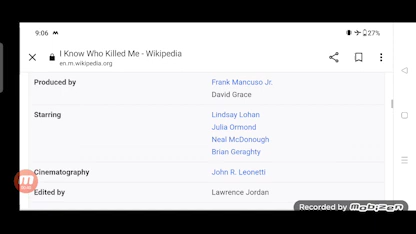 9:06 27%
I Know Who Killed Me - Wikipedia
en.m.wikipedia.org
Produced by Frank Mancuso Jr.
David Grace
Starring Lindsay Lohan
Julia Ormond
Neal McDonough
Brian Geraghty
Cinematography John R. Leonetti
Edited by Lawrence Jordan
Recorded by Mobizen